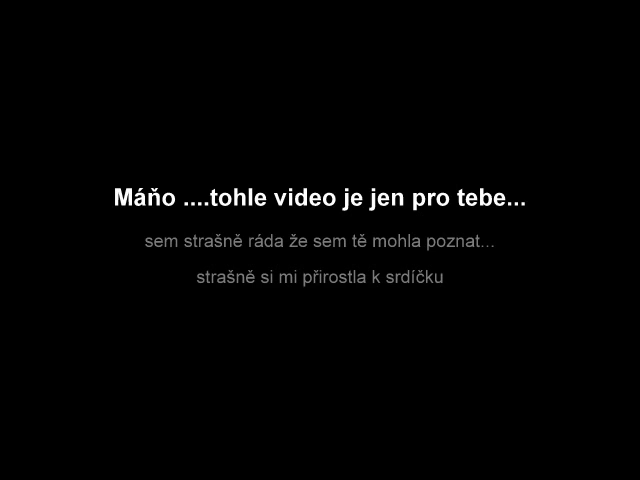 Máňo ....tohle video je jen pro tebe...
sem strašně ráda že sem tě mohla poznat...
strašně si mi přirostla k srdíčku